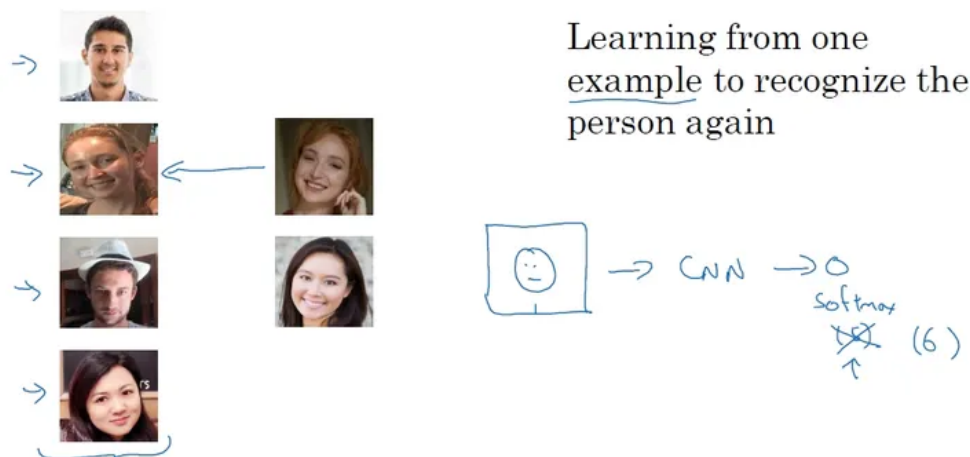 Learning from one
example to recognize the
person again
CNN
softmax
(6)